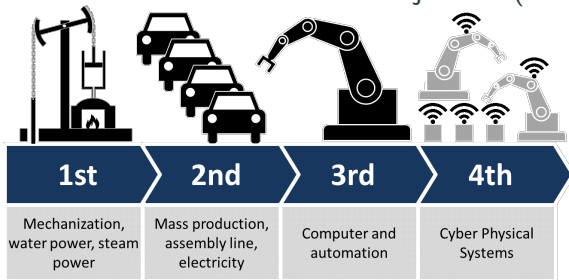 1st
2nd
3rd
4th
Mechanization,
water power, steam
power
Mass production,
assembly line,
electricity
Computer and
automation
Cyber Physical
Systems